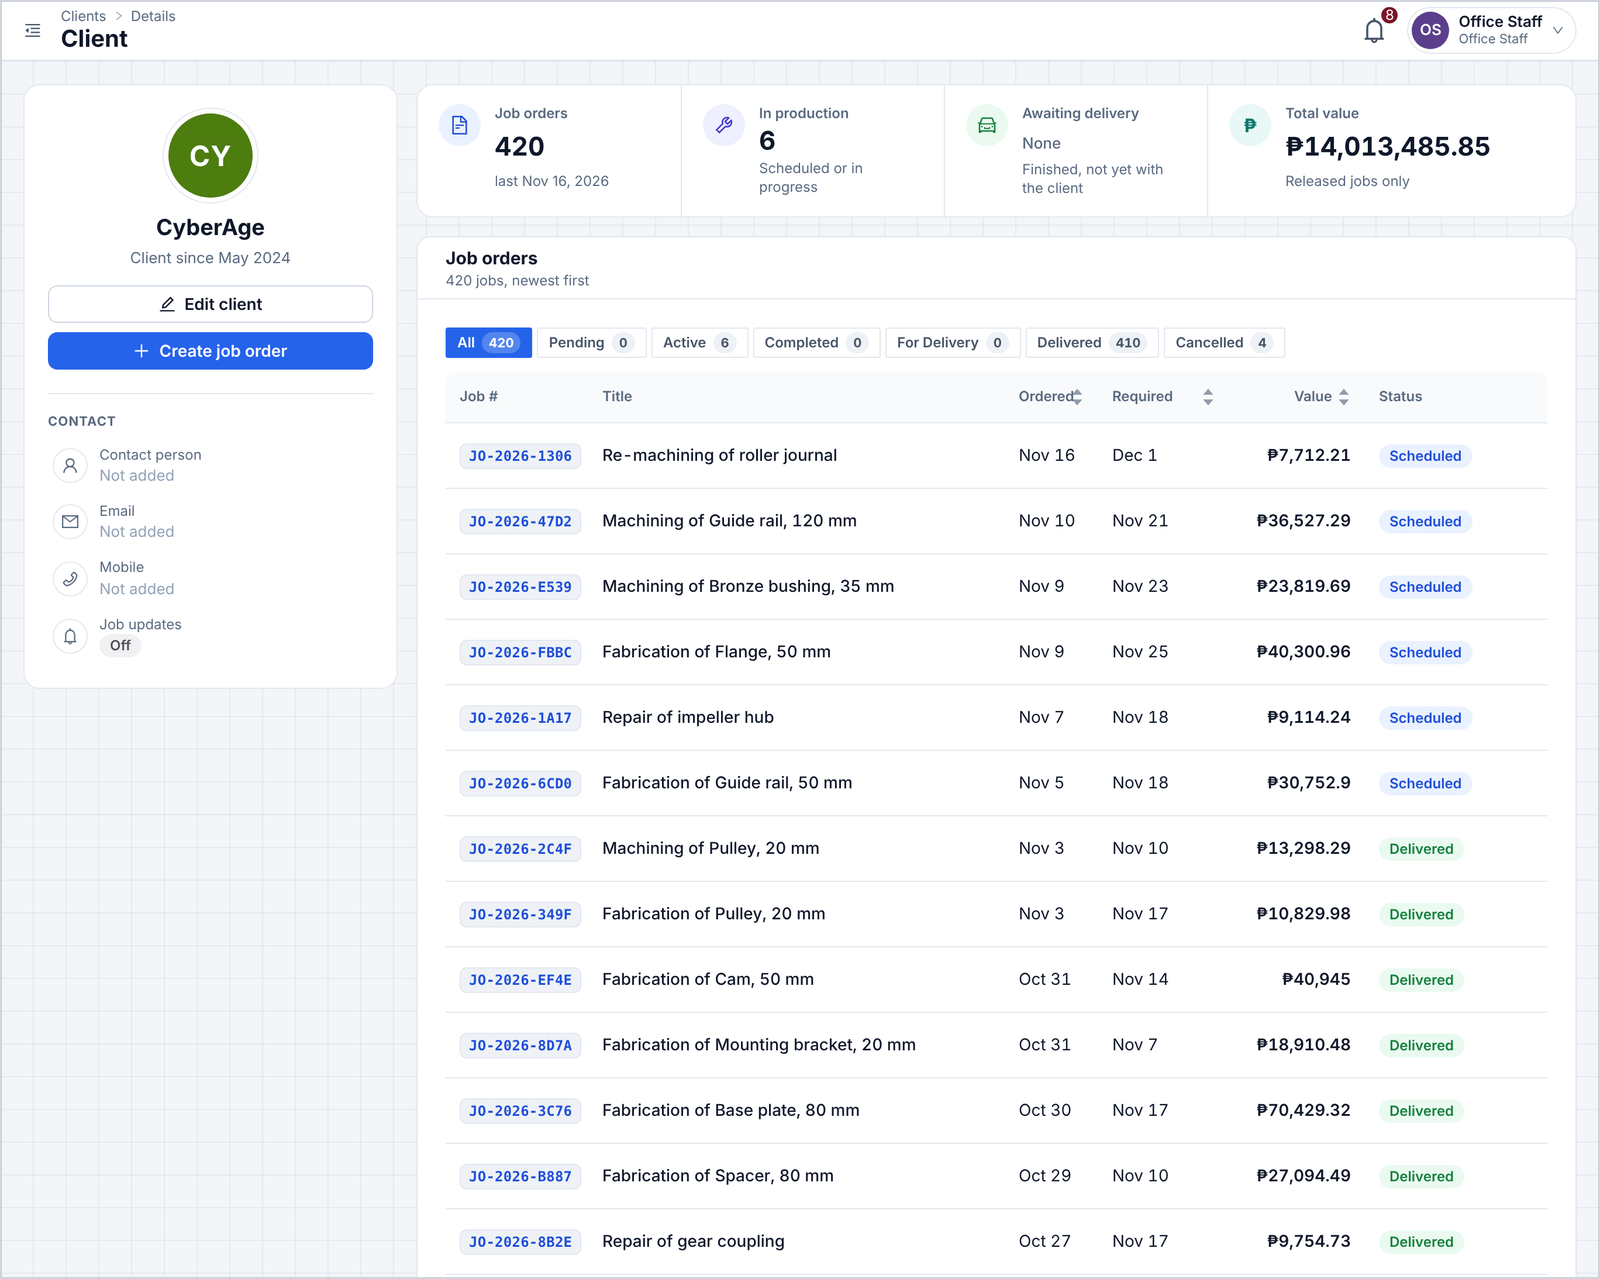 Clients > Details
Client
8
OS
Office Staff
Office Staff
CY
CyberAge
Client since May 2024
Edit client
+ Create job order
CONTACT
Contact person
Not added
Email
Not added
Mobile
Not added
Job updates
Off
Job orders
420
last Nov 16, 2026
In production
6
Scheduled or in
progress
Awaiting delivery
None
Finished, not yet with
the client
₱
Total value
₱14,013,485.85
Released jobs only
Job orders
420 jobs, newest first
All 420 Pending 0 Active 6 Completed 0 For Delivery 0 Delivered 410 Cancelled 4
Job # Title Ordered Required Value Status
JO-2026-1306 Re-machining of roller journal Nov 16 Dec 1 ₱7,712.21 Scheduled
JO-2026-47D2 Machining of Guide rail, 120 mm Nov 10 Nov 21 ₱36,527.29 Scheduled
JO-2026-E539 Machining of Bronze bushing, 35 mm Nov 9 Nov 23 ₱23,819.69 Scheduled
JO-2026-FBBC Fabrication of Flange, 50 mm Nov 9 Nov 25 ₱40,300.96 Scheduled
JO-2026-1A17 Repair of impeller hub Nov 7 Nov 18 ₱9,114.24 Scheduled
JO-2026-6CD0 Fabrication of Guide rail, 50 mm Nov 5 Nov 18 ₱30,752.9 Scheduled
JO-2026-2C4F Machining of Pulley, 20 mm Nov 3 Nov 10 ₱13,298.29 Delivered
JO-2026-349F Fabrication of Pulley, 20 mm Nov 3 Nov 17 ₱10,829.98 Delivered
JO-2026-EF4E Fabrication of Cam, 50 mm Oct 31 Nov 14 ₱40,945 Delivered
JO-2026-8D7A Fabrication of Mounting bracket, 20 mm Oct 31 Nov 7 ₱18,910.48 Delivered
JO-2026-3C76 Fabrication of Base plate, 80 mm Oct 30 Nov 17 ₱70,429.32 Delivered
JO-2026-B887 Fabrication of Spacer, 80 mm Oct 29 Nov 10 ₱27,094.49 Delivered
JO-2026-8B2E Repair of gear coupling Oct 27 Nov 17 ₱9,754.73 Delivered